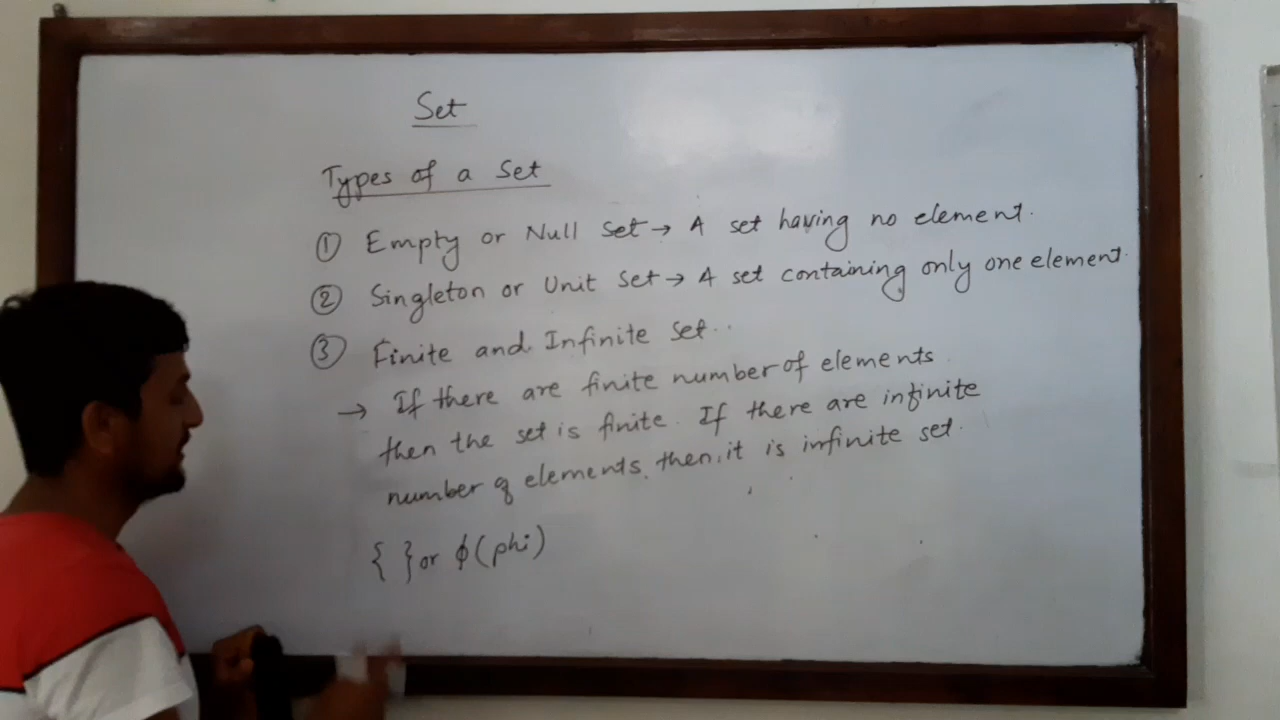 Set
Types of a Set
① Empty or Null Set → A set having no element.
② Singleton or Unit Set → A set containing only one element.
③ Finite and Infinite Set..
→ If there are finite number of elements
then the set is finite. If there are infinite
number of elements, then, it is infinite set.
{ } or ϕ (phi)